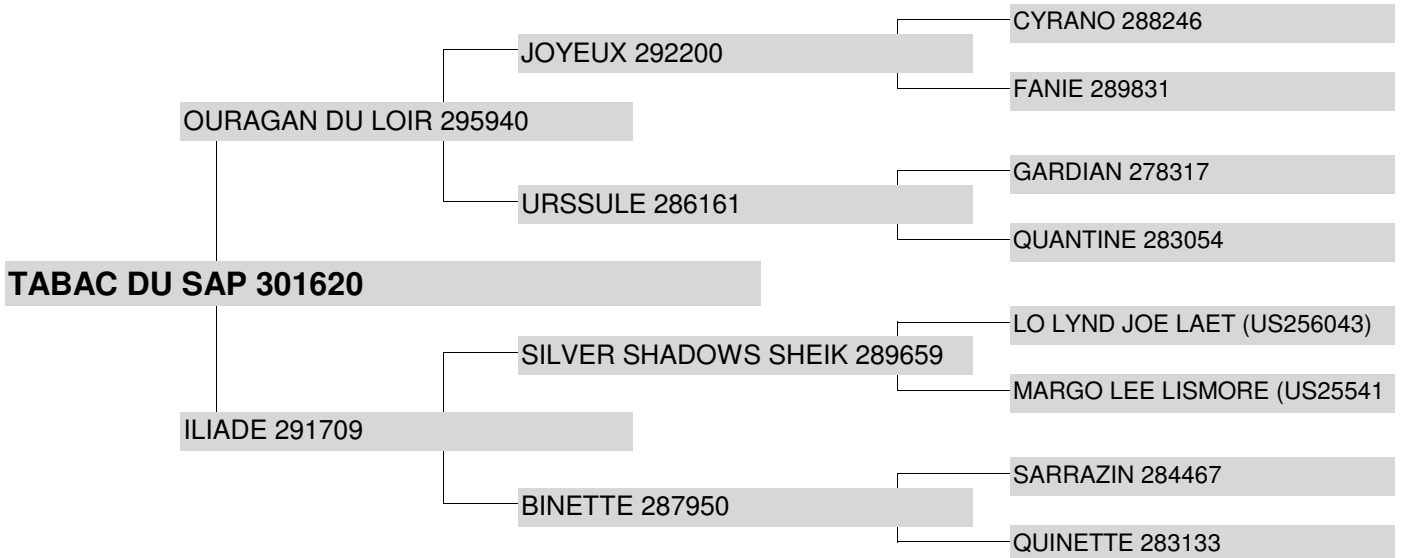 CYRANO 288246
JOYEUX 292200
FANIE 289831
OURAGAN DU LOIR 295940
GARDIAN 278317
URSSULE 286161
QUANTINE 283054
TABAC DU SAP 301620
LO LYND JOE LAET (US256043)
SILVER SHADOWS SHEIK 289659
MARGO LEE LISMORE (US25541
ILIADE 291709
SARRAZIN 284467
BINETTE 287950
QUINETTE 283133